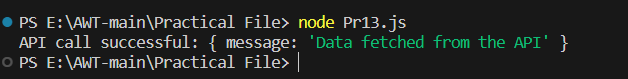 PS E:\AWT-main\Practical File> node Pr13.js
API call successful: { message: 'Data fetched from the API' }
PS E:\AWT-main\Practical File>